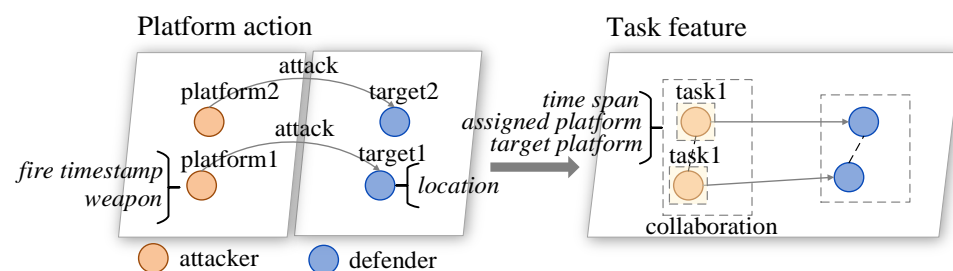 Platform action
Task feature
attack
platform2
target2
attack
platform1
target1
fire timestamp
weapon
location
time span
assigned platform
target platform
task1
task1
collaboration
attacker
defender